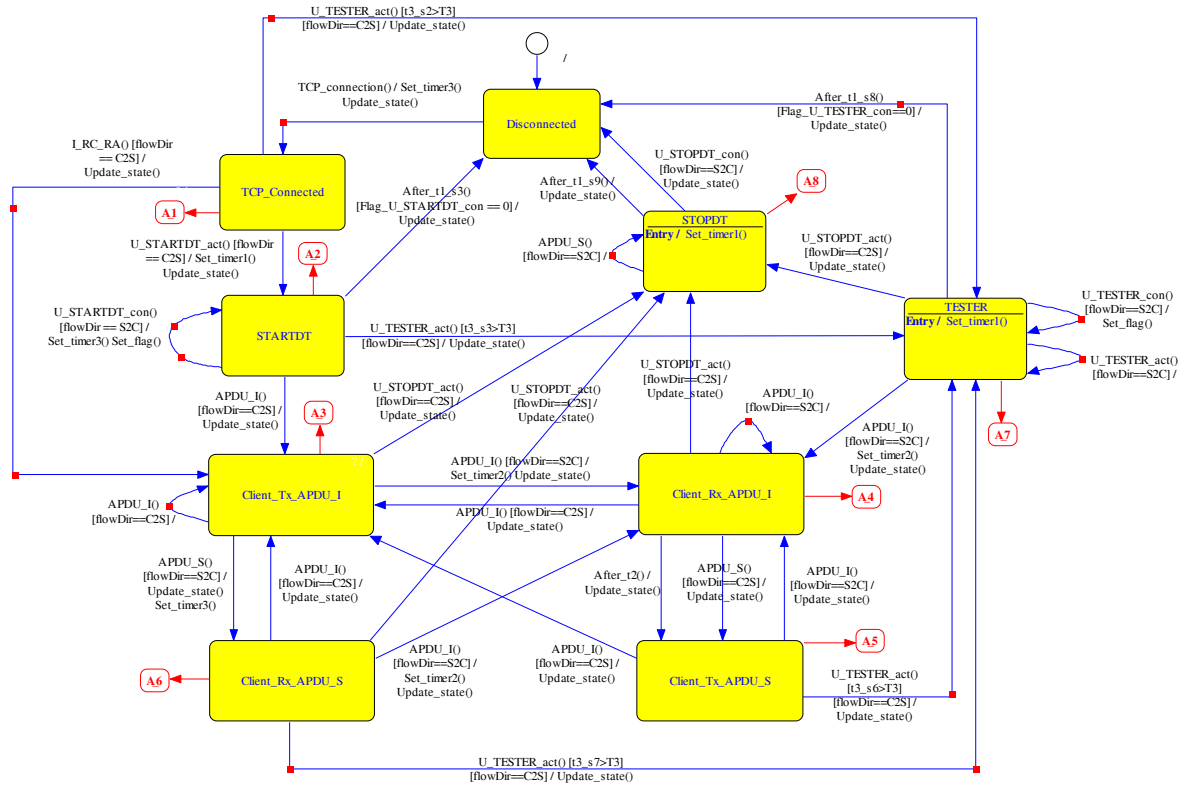 U_TESTER_act() [t3_s2>T3]
[flowDir==C2S] / Update_state()
/
TCP_connection() / Set_timer3()
Update_state()
Disconnected
After_t1_s8()
[Flag_U_TESTER_con==0] /
Update_state()
I_RC_RA() [flowDir
== C2S] /
Update_state()
TCP_Connected
A1
After_t1_s3()
[Flag_U_STARTDT_con == 0] /
Update_state()
After_t1_s9() /
Update_state()
U_STOPDT_con()
[flowDir==S2C] /
Update_state()
A8
STOPDT
Entry / Set_timer1()
APDU_S()
[flowDir==S2C] /
U_STARTDT_act() [flowDir
== C2S] / Set_timer1()
Update_state()
A2
U_STOPDT_act()
[flowDir==C2S] /
Update_state()
U_STARTDT_con()
[flowDir == S2C] /
Set_timer3() Set_flag()
STARTDT
U_TESTER_act() [t3_s3>T3]
[flowDir==C2S] / Update_state()
TESTER
Entry / Set_timer1()
U_TESTER_con()
[flowDir==S2C] /
Set_flag()
U_TESTER_act()
[flowDir==S2C] /
A7
APDU_I()
[flowDir==C2S] /
Update_state()
A3
U_STOPDT_act()
[flowDir==C2S] /
Update_state()
U_STOPDT_act()
[flowDir==C2S] /
Update_state()
U_STOPDT_act()
[flowDir==C2S] /
Update_state()
APDU_I()
[flowDir==S2C] /
APDU_I()
[flowDir==S2C] /
Set_timer2()
Update_state()
Client_Tx_APDU_I
APDU_I()
[flowDir==C2S] /
APDU_I() [flowDir==S2C] /
Set_timer2() Update_state()
APDU_I() [flowDir==C2S] /
Update_state()
Client_Rx_APDU_I
A4
APDU_S()
[flowDir==S2C] /
Update_state()
Set_timer3()
APDU_I()
[flowDir==C2S] /
Update_state()
After_t2() /
Update_state()
APDU_S()
[flowDir==C2S] /
Update_state()
APDU_I()
[flowDir==S2C] /
Update_state()
Client_Rx_APDU_S
A6
APDU_I()
[flowDir==S2C] /
Set_timer2()
Update_state()
APDU_I()
[flowDir==C2S] /
Update_state()
Client_Tx_APDU_S
A5
U_TESTER_act()
[t3_s6>T3]
[flowDir==C2S] /
Update_state()
U_TESTER_act() [t3_s7>T3]
[flowDir==C2S] / Update_state()